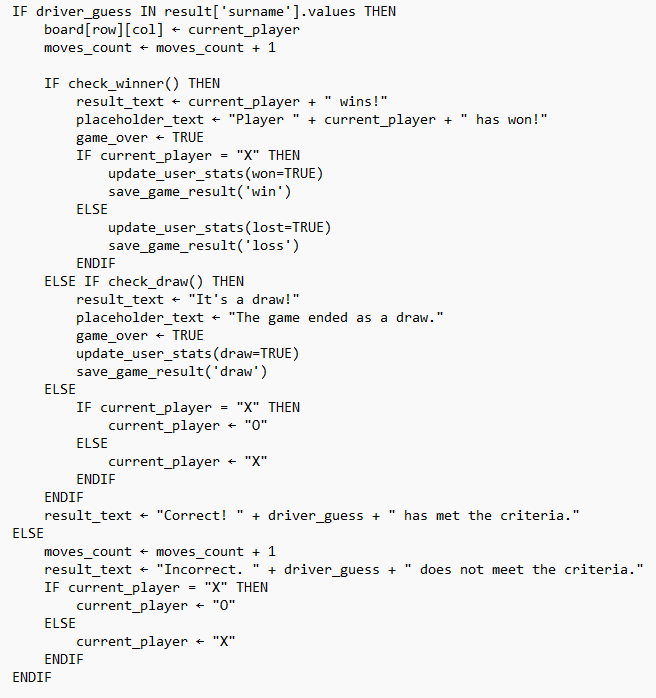 IF driver_guess IN result['surname'].values THEN
    board[row][col] ← current_player
    moves_count ← moves_count + 1

    IF check_winner() THEN
        result_text ← current_player + " wins!"
        placeholder_text ← "Player " + current_player + " has won!"
        game_over ← TRUE
        IF current_player = "X" THEN
            update_user_stats(won=TRUE)
            save_game_result('win')
        ELSE
            update_user_stats(lost=TRUE)
            save_game_result('loss')
        ENDIF
    ELSE IF check_draw() THEN
        result_text ← "It's a draw!"
        placeholder_text ← "The game ended as a draw."
        game_over ← TRUE
        update_user_stats(draw=TRUE)
        save_game_result('draw')
    ELSE
        IF current_player = "X" THEN
            current_player ← "O"
        ELSE
            current_player ← "X"
        ENDIF
    ENDIF
    result_text ← "Correct! " + driver_guess + " has met the criteria."
ELSE
    moves_count ← moves_count + 1
    result_text ← "Incorrect. " + driver_guess + " does not meet the criteria."
    IF current_player = "X" THEN
        current_player ← "O"
    ELSE
        current_player ← "X"
    ENDIF
ENDIF